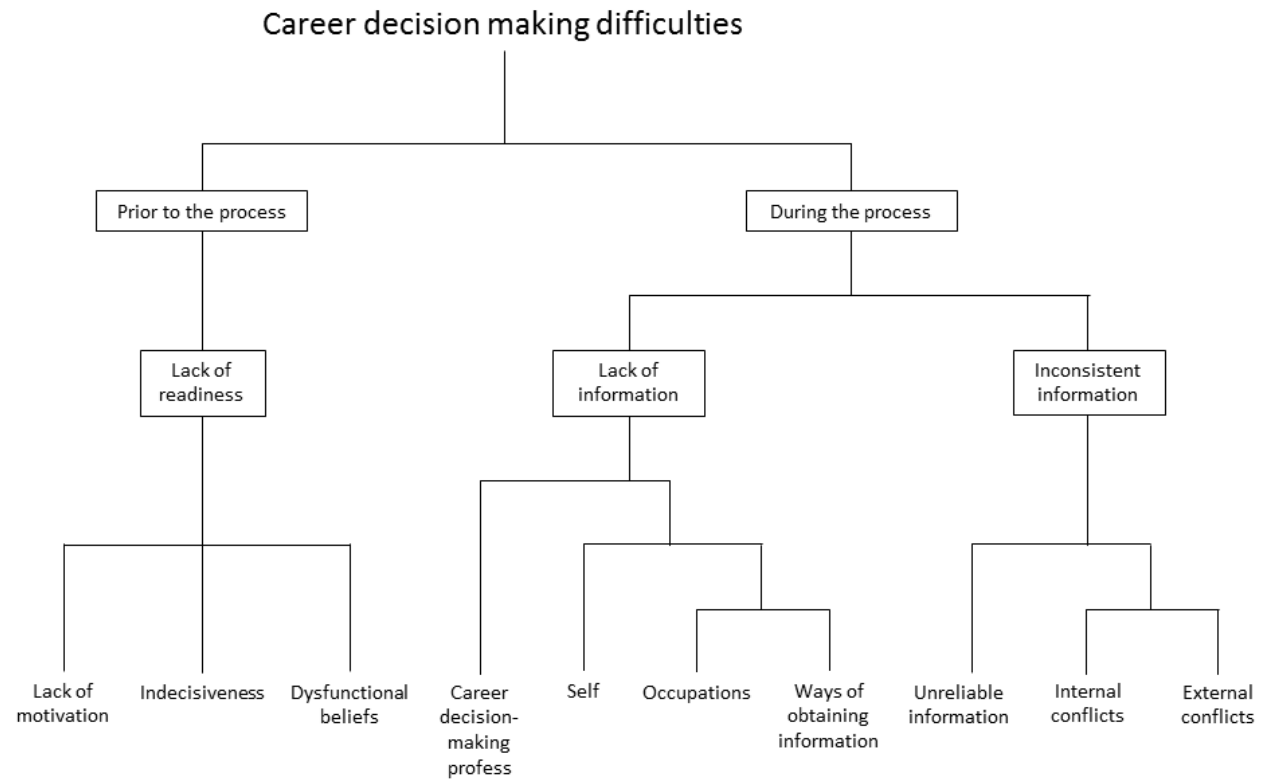 Career decision making difficulties
Prior to the process
During the process
Lack of
readiness
Lack of
information
Inconsistent
information
Lack of
motivation
Indecisiveness
Dysfunctional
beliefs
Career
decision-
making
profess
Self
Occupations
Ways of
obtaining
information
Unreliable
information
Internal
conflicts
External
conflicts